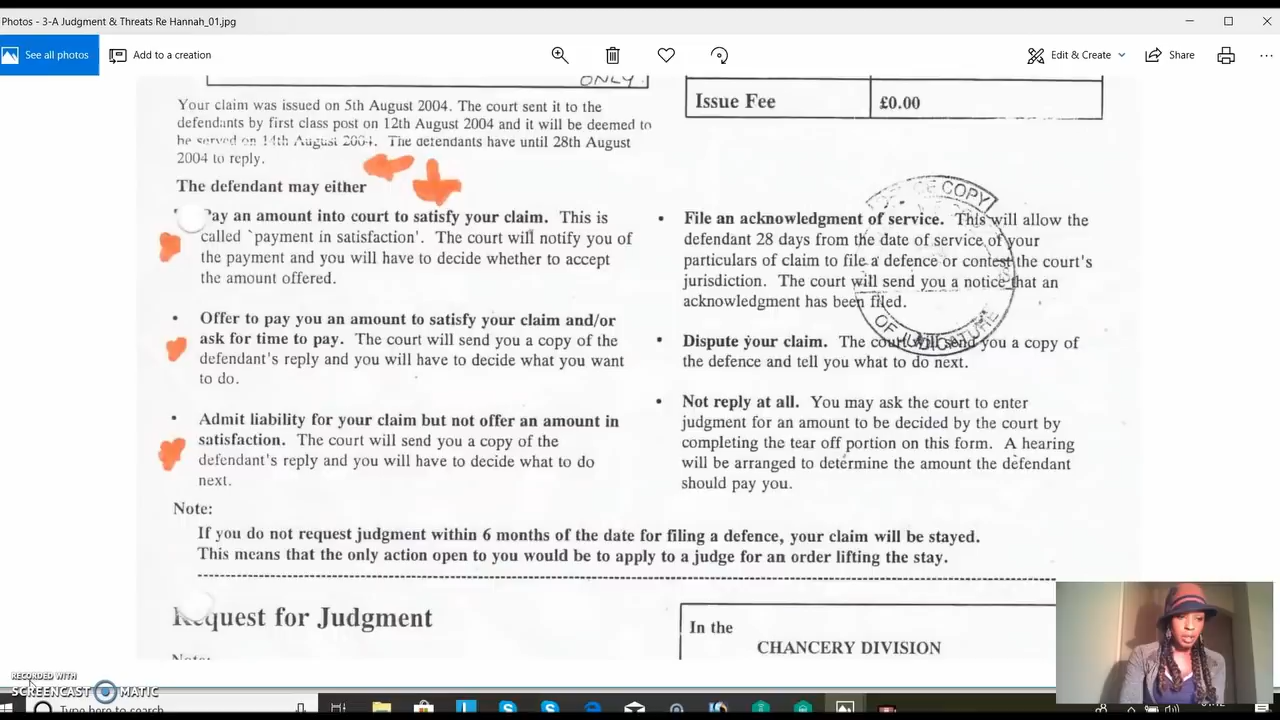 Photos - 3-A Judgment & Threats Re Hannah_01.jpg
See all photos
Add to a creation
Edit & Create
Share
ONLY.
Your claim was issued on 5th August 2004. The court sent it to the
defendants by first class post on 12th August 2004 and it will be deemed to
be served on 14th August 2004. The defendants have until 28th August
2004 to reply.
Issue Fee
£0.00
The defendant may either
Pay an amount into court to satisfy your claim. This is
called `payment in satisfaction'. The court will notify you of
the payment and you will have to decide whether to accept
the amount offered.
• Offer to pay you an amount to satisfy your claim and/or
ask for time to pay. The court will send you a copy of the
defendant's reply and you will have to decide what you want
to do.
• Admit liability for your claim but not offer an amount in
satisfaction. The court will send you a copy of the
defendant's reply and you will have to decide what to do
next.
• File an acknowledgment of service. This will allow the
defendant 28 days from the date of service of your
particulars of claim to file a defence or contest the court's
jurisdiction. The court will send you a notice that an
acknowledgment has been filed.
• Dispute your claim. The court will send you a copy of
the defence and tell you what to do next.
• Not reply at all. You may ask the court to enter
judgment for an amount to be decided by the court by
completing the tear off portion on this form. A hearing
will be arranged to determine the amount the defendant
should pay you.
COPY
OF JUDICATURE
Note:
If you do not request judgment within 6 months of the date for filing a defence, your claim will be stayed.
This means that the only action open to you would be to apply to a judge for an order lifting the stay.
Request for Judgment
In the
CHANCERY DIVISION
RECORDED WITH
SCREENCAST MATIC
Type here to search